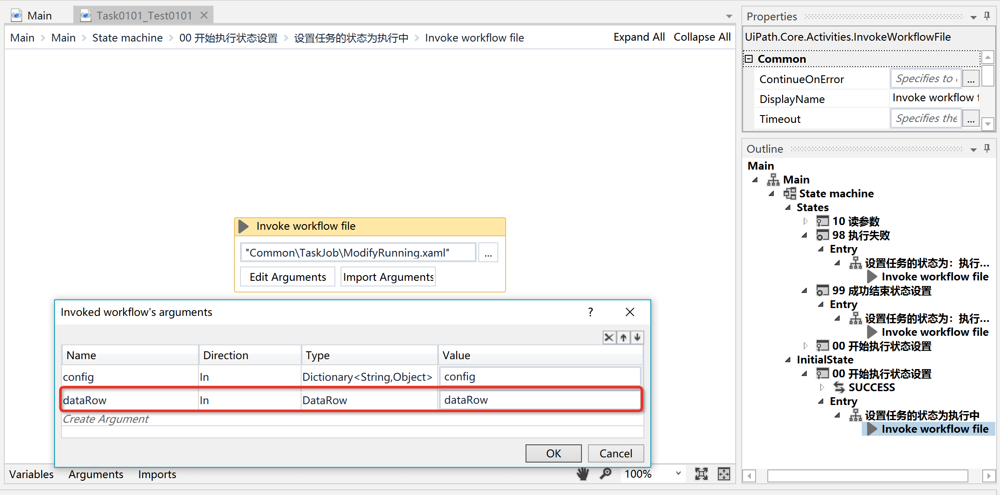 Main
Task0101_Test0101
Main > Main > State machine > 00 开始执行状态设置 > 设置任务的状态为执行中 > Invoke workflow file
Expand All Collapse All
Invoke workflow file
"Common\TaskJob\ModifyRunning.xaml"
...
Edit Arguments
Import Arguments
Invoked workflow's arguments
?
Name Direction Type Value
config In Dictionary<String,Object> config
dataRow In DataRow dataRow
Create Argument
OK
Cancel
Variables Arguments Imports
100%
Properties
UiPath.Core.Activities.InvokeWorkflowFile
Common
ContinueOnError Specifies to ...
DisplayName Invoke workflow f
Timeout Specifies the ...
Outline
Main
Main
State machine
States
10 读参数
98 执行失败
Entry
设置任务的状态为：执行...
Invoke workflow file
99 成功结束状态设置
Entry
设置任务的状态为：执行...
Invoke workflow file
00 开始执行状态设置
InitialState
00 开始执行状态设置
SUCCESS
Entry
设置任务的状态为执行中
Invoke workflow file